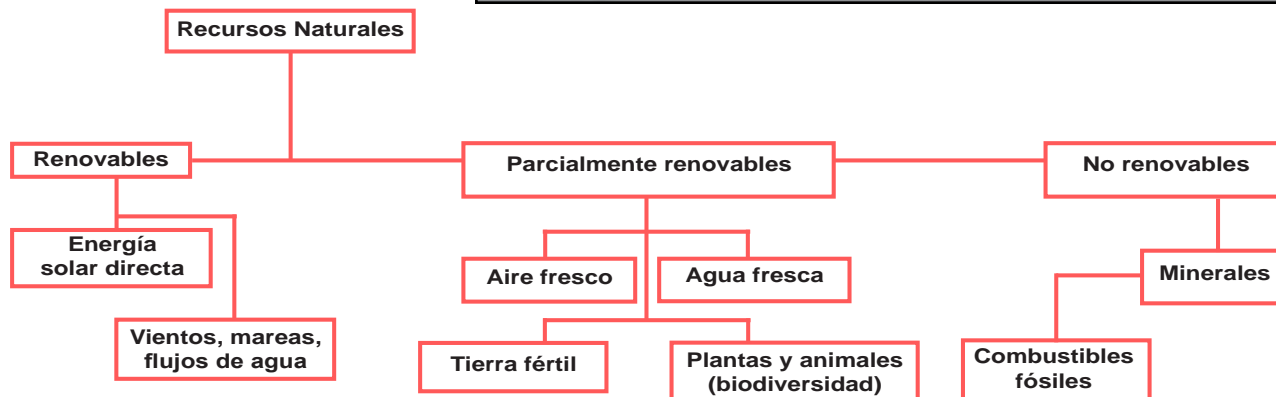 Recursos Naturales
Renovables
Parcialmente renovables
No renovables
Energía
solar directa
Aire fresco
Agua fresca
Minerales
Vientos, mareas,
flujos de agua
Tierra fértil
Plantas y animales
(biodiversidad)
Combustibles
fósiles